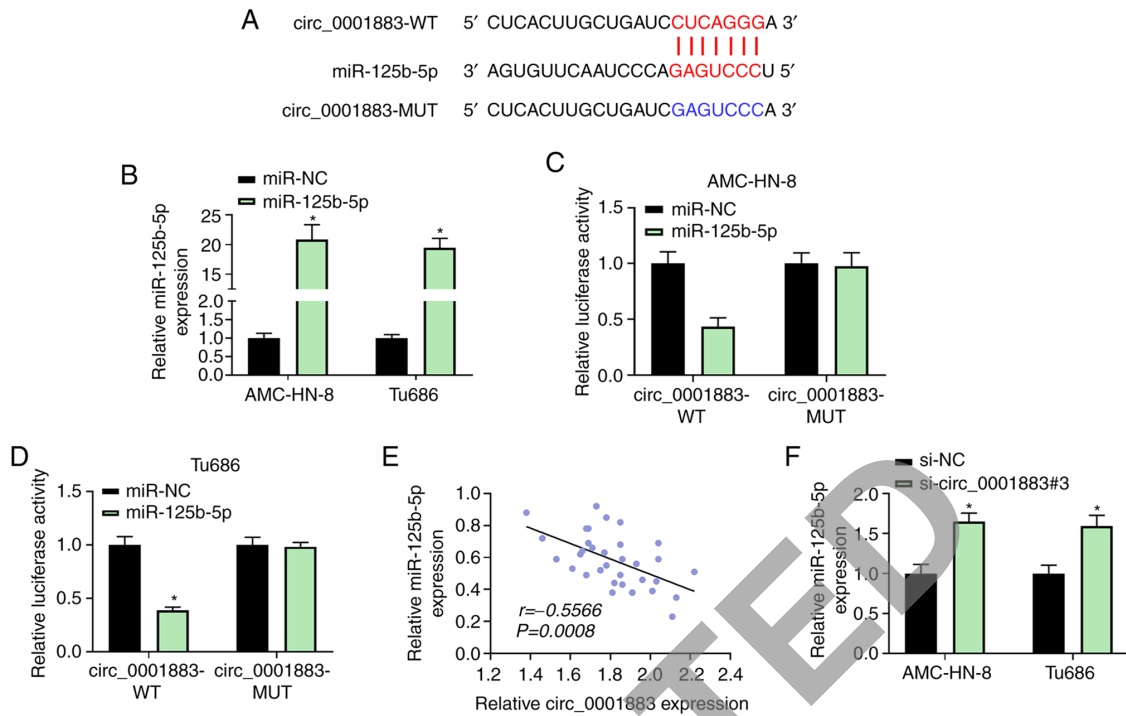 A
circ_0001883-WT 5′ CUCACUUGCUGAUCCUCAGGGA 3′
miR-125b-5p 3′ AGUGUUCAAUCCCAGAGUCCCU 5′
circ_0001883-MUT 5′ CUCACUUGCUGAUCGAGUCCCA 3′
B
miR-NC
miR-125b-5p
Relative miR-125b-5p
expression
25
20
15
2.0
1.5
1.0
0.5
0.0
*
*
AMC-HN-8 Tu686
C
AMC-HN-8
miR-NC
miR-125b-5p
Relative luciferase activity
1.5
1.0
0.5
0.0
circ_0001883-
WT
circ_0001883-
MUT
D
Tu686
miR-NC
miR-125b-5p
Relative luciferase activity
1.5
1.0
0.5
0.0
*
circ_0001883-
WT
circ_0001883-
MUT
E
Relative miR-125b-5p
expression
1.0
0.8
0.6
0.4
0.2
0.0
r=−0.5566
P=0.0008
1.2 1.4 1.6 1.8 2.0 2.2 2.4
Relative circ_0001883 expression
F
si-NC
si-circ_0001883#3
Relative miR-125b-5p
expression
2.0
1.5
1.0
0.5
0.0
*
*
AMC-HN-8 Tu686
TED